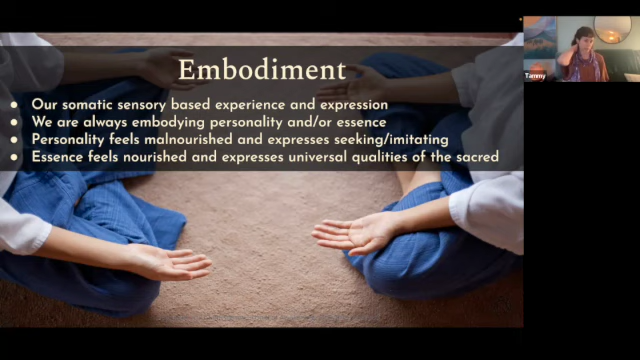 Embodiment
● Our somatic sensory based experience and expression
● We are always embodying personality and/or essence
● Personality feels malnourished and expresses seeking/imitating
● Essence feels nourished and expresses universal qualities of the sacred
Tammy